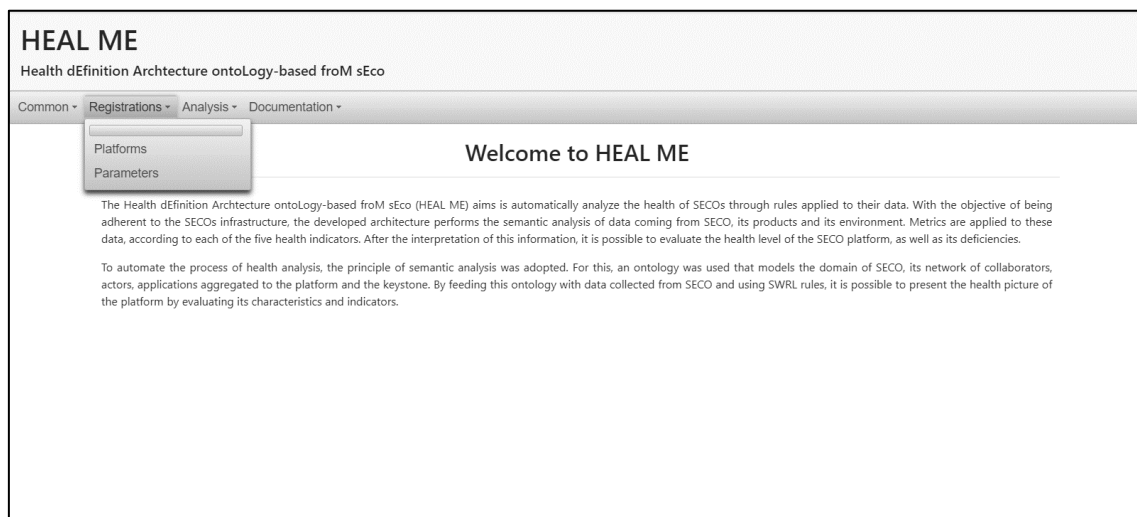 HEAL ME
Health dEfinition Archtecture ontoLogy-based froM sEco
Common Registrations Analysis Documentation
Platforms
Parameters
Welcome to HEAL ME
The Health dEfinition Archtecture ontoLogy-based froM sEco (HEAL ME) aims is automatically analyze the health of SECOs through rules applied to their data. With the objective of being
adherent to the SECOs infrastructure, the developed architecture performs the semantic analysis of data coming from SECO, its products and its environment. Metrics are applied to these
data, according to each of the five health indicators. After the interpretation of this information, it is possible to evaluate the health level of the SECO platform, as well as its deficiencies.
To automate the process of health analysis, the principle of semantic analysis was adopted. For this, an ontology was used that models the domain of SECO, its network of collaborators,
actors, applications aggregated to the platform and the keystone. By feeding this ontology with data collected from SECO and using SWRL rules, it is possible to present the health picture of
the platform by evaluating its characteristics and indicators.